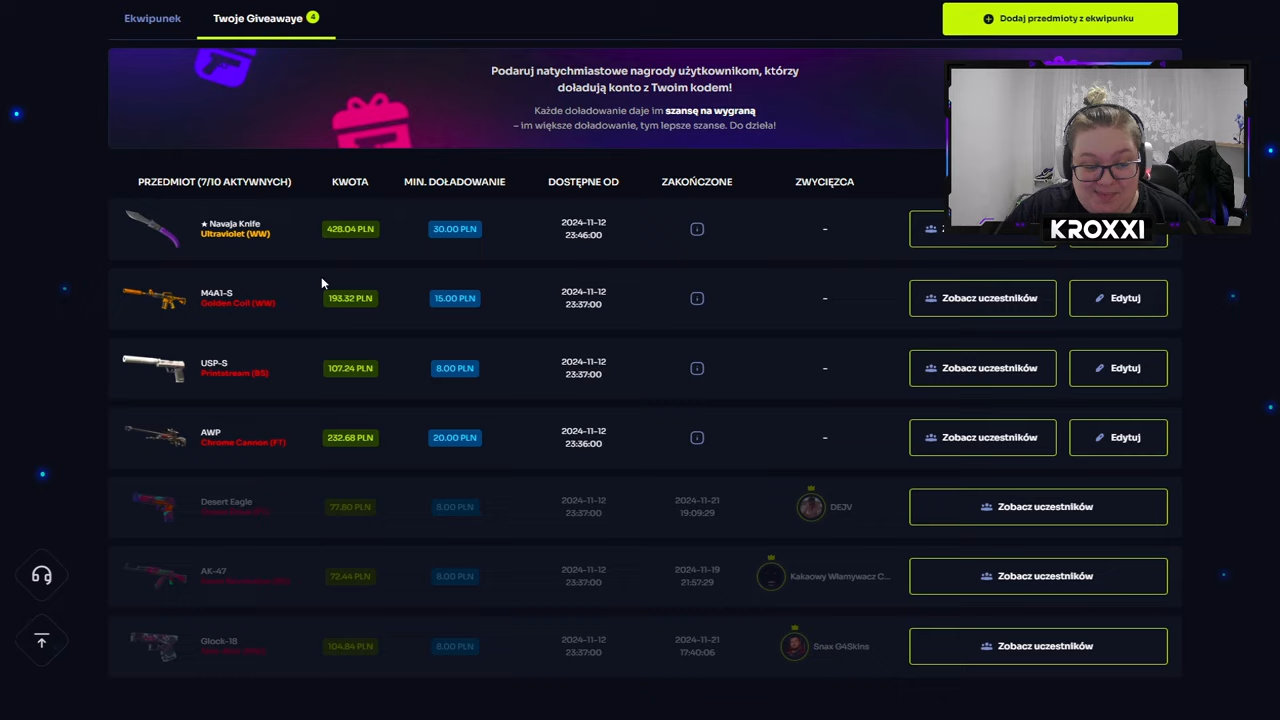 Ekwipunek
Twoje Giveawaye 4
Dodaj przedmioty z ekwipunku
Podaruj natychmiastowe nagrody użytkownikom, którzy
doładują konto z Twoim kodem!
Każde doładowanie daje im szansę na wygraną
– im większe doładowanie, tym lepsze szanse. Do dzieła!
KROXXI
PRZEDMIOT (7/10 AKTYWNYCH) KWOTA MIN. DOŁADOWANIE DOSTĘPNE OD ZAKOŃCZONE ZWYCIĘZCA
★ Navaja Knife
Ultraviolet (WW)
428.04 PLN
30.00 PLN
2024-11-12
23:46:00
-
M4A1-S
Golden Coil (WW)
193.32 PLN
15.00 PLN
2024-11-12
23:37:00
-
Zobacz uczestników
Edytuj
USP-S
Printstream (BS)
107.24 PLN
8.00 PLN
2024-11-12
23:37:00
-
Zobacz uczestników
Edytuj
AWP
Chrome Cannon (FT)
232.68 PLN
20.00 PLN
2024-11-12
23:36:00
-
Zobacz uczestników
Edytuj
Desert Eagle
77.80 PLN
8.00 PLN
2024-11-12
23:37:00
2024-11-21
19:09:29
DEJV
Zobacz uczestników
AK-47
72.44 PLN
8.00 PLN
2024-11-12
23:37:00
2024-11-19
21:57:29
Kakaowy Włamywacz C...
Zobacz uczestników
Glock-18
104.84 PLN
8.00 PLN
2024-11-12
23:37:00
2024-11-21
17:40:06
Snax G4Skins
Zobacz uczestników